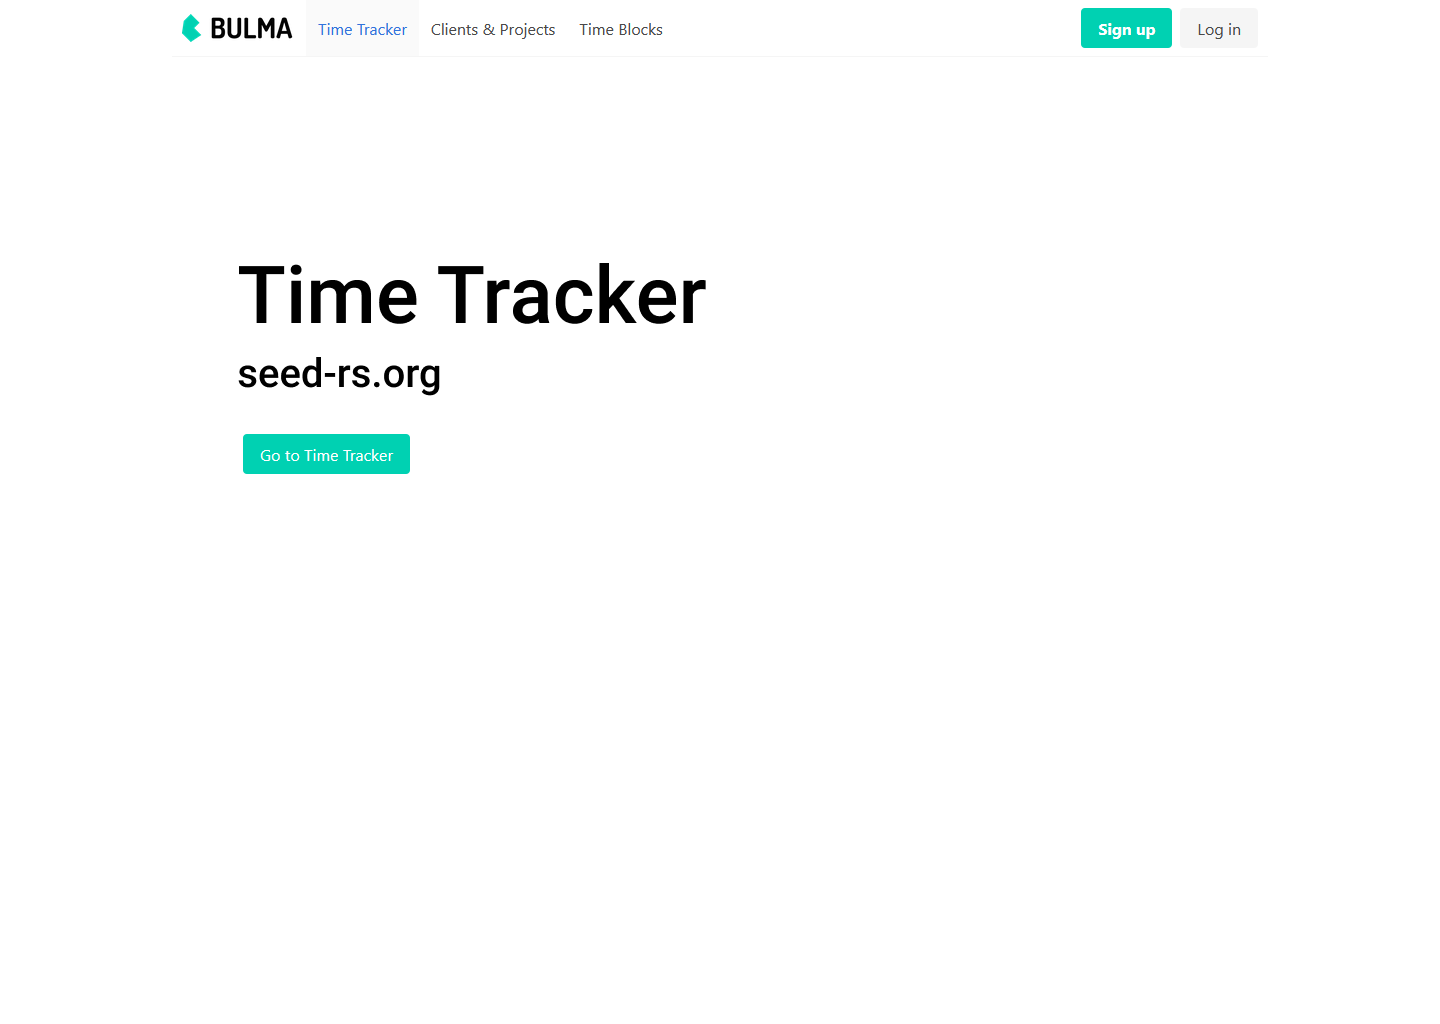 BULMA Time Tracker Clients & Projects Time Blocks Sign up Log in
Time Tracker
seed-rs.org
Go to Time Tracker